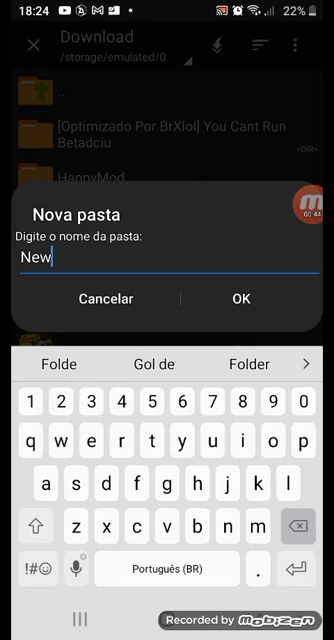 18:24
22%
Download
/storage/emulated/0
..
[Optimizado Por BrXlol] You Cant Run
Betadciu
<DIR>
HappyMod
Nova pasta
00:44
Digite o nome da pasta:
New
Cancelar
OK
Folde
Gol de
Folder
1 2 3 4 5 6 7 8 9 0
q w e r t y u i o p
a s d f g h j k l
z x c v b n m
!#☺
Português (BR)
.
Recorded by Mobizen